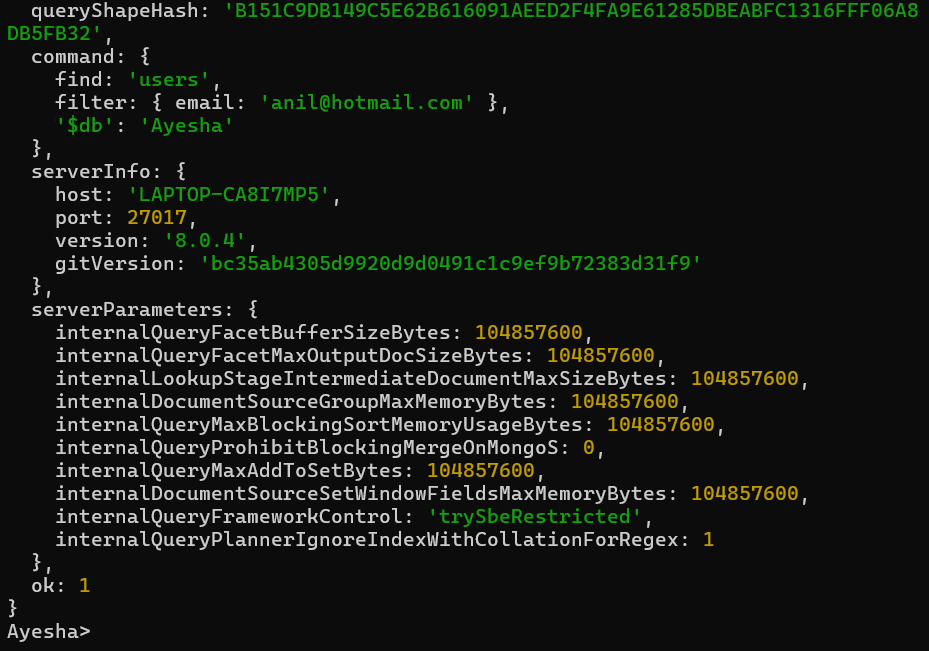 queryShapeHash: 'B151C9DB149C5E62B616091AEED2F4FA9E61285DBEABFC1316FFF06A8
DB5FB32',
command: {
find: 'users',
filter: { email: 'anil@hotmail.com' },
'$db': 'Ayesha'
},
serverInfo: {
host: 'LAPTOP-CA8I7MP5',
port: 27017,
version: '8.0.4',
gitVersion: 'bc35ab4305d9920d9d0491c1c9ef9b72383d31f9'
},
serverParameters: {
internalQueryFacetBufferSizeBytes: 104857600,
internalQueryFacetMaxOutputDocSizeBytes: 104857600,
internalLookupStageIntermediateDocumentMaxSizeBytes: 104857600,
internalDocumentSourceGroupMaxMemoryBytes: 104857600,
internalQueryMaxBlockingSortMemoryUsageBytes: 104857600,
internalQueryProhibitBlockingMergeOnMongoS: 0,
internalQueryMaxAddToSetBytes: 104857600,
internalDocumentSourceSetWindowFieldsMaxMemoryBytes: 104857600,
internalQueryFrameworkControl: 'trySbeRestricted',
internalQueryPlannerIgnoreIndexWithCollationForRegex: 1
},
ok: 1
}
Ayesha>